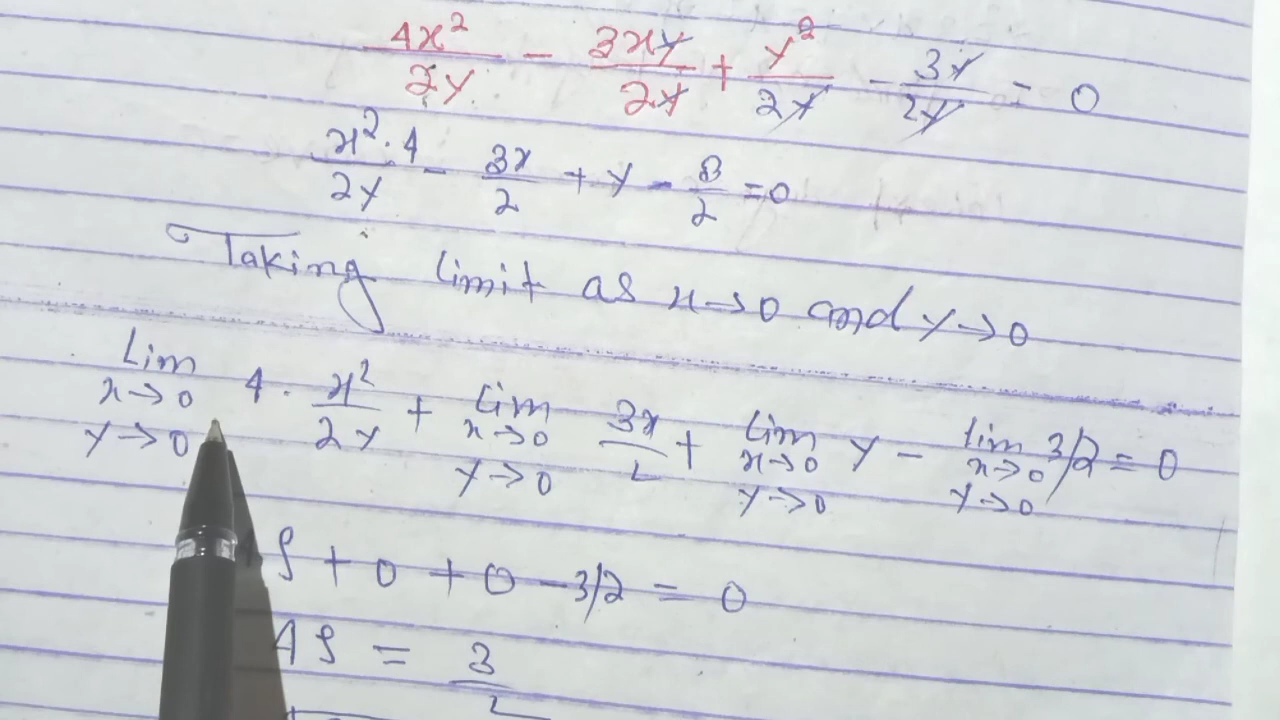 4x²/2y - 3xy/2y + y²/2y - 3y/2y = 0
x²·4/2y - 3x/2 + y - 3/2 = 0
Taking limit as x→0 and y→0
Lim x→0 y→0 4·x²/2y + Lim x→0 y→0 3x/2 + Lim x→0 y→0 y - lim x→0 y→0 3/2 = 0
4ρ + 0 + 0 - 3/2 = 0
4ρ = 3/2